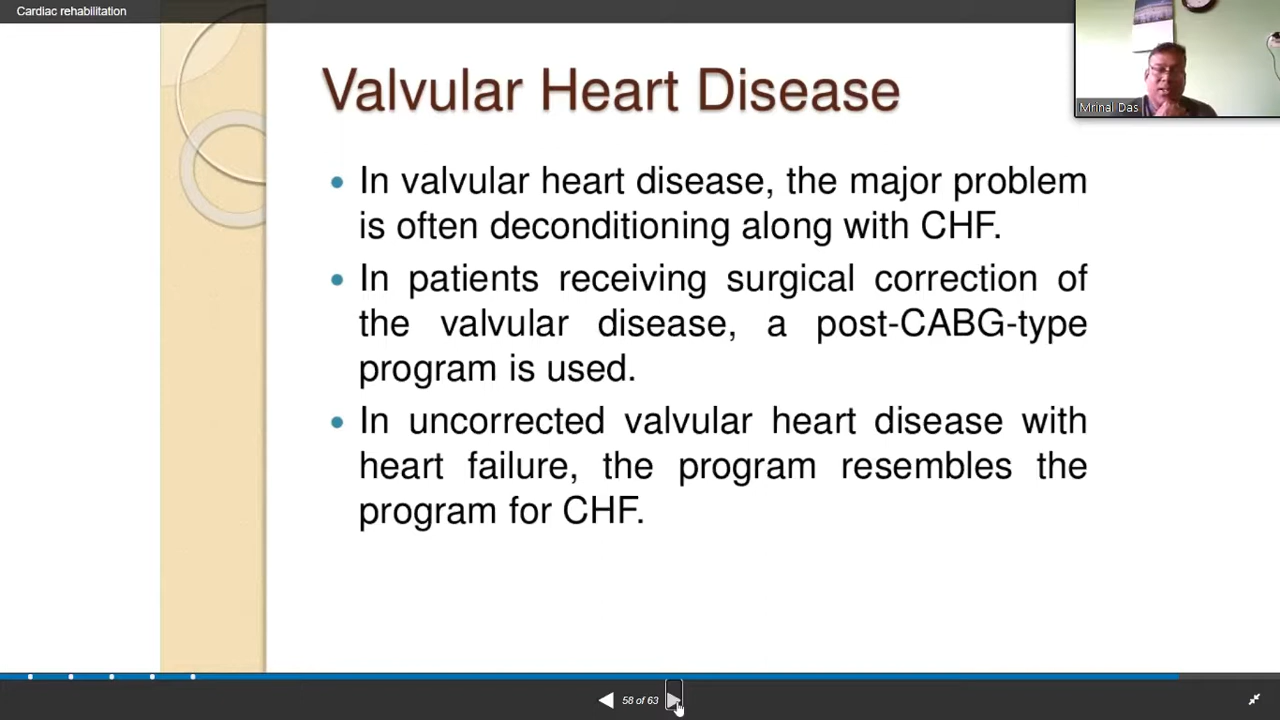 Cardiac rehabilitation
Valvular Heart Disease
Mrinal Das
• In valvular heart disease, the major problem
is often deconditioning along with CHF.
• In patients receiving surgical correction of
the valvular disease, a post-CABG-type
program is used.
• In uncorrected valvular heart disease with
heart failure, the program resembles the
program for CHF.
58 of 63